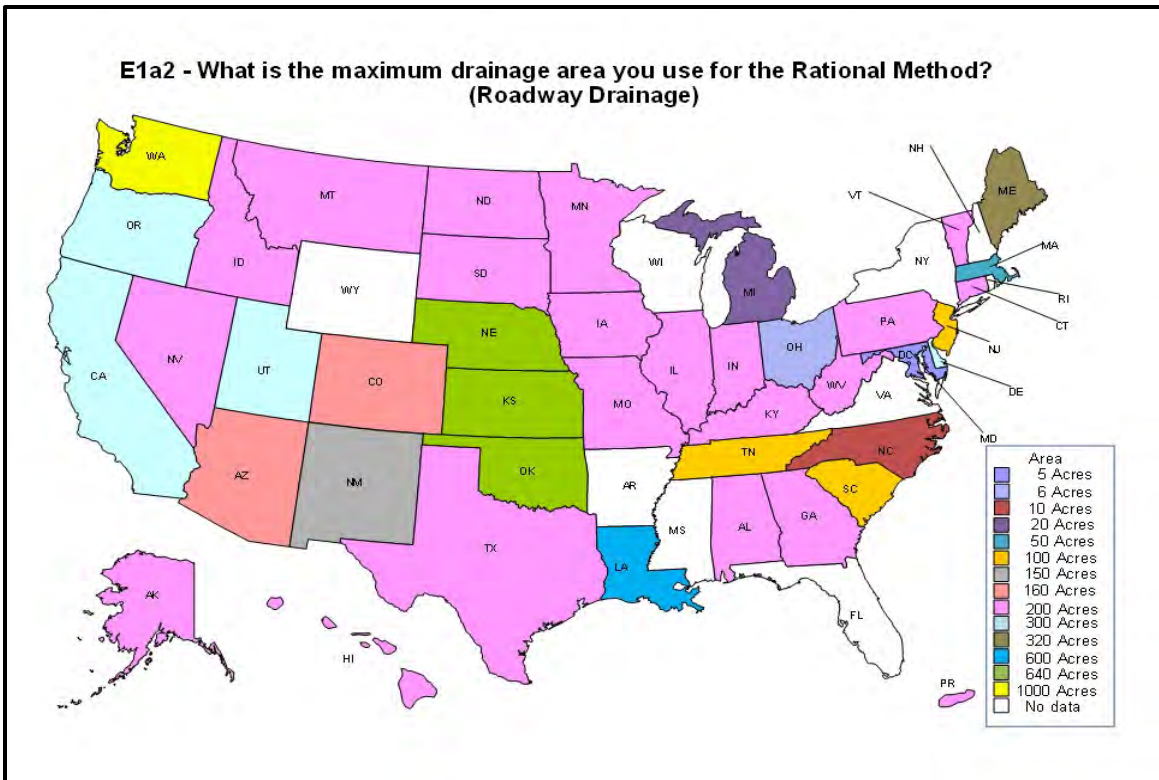 E1a2 - What is the maximum drainage area you use for the Rational Method?
(Roadway Drainage)
NH
WA
VT
ME
MT
ND
MN
OR
MA
ID
WI
NY
SD
MI
RI
WY
CT
IA
PA
NE
NJ
NV
OH
IL
IN
DC
UT
DE
CA
CO
WV
VA
KS
MO
KY
MD
TN
NC
OK
AZ
NM
AR
SC
MS
AL
GA
TX
LA
AK
FL
HI
PR
Area
5 Acres
6 Acres
10 Acres
20 Acres
50 Acres
100 Acres
150 Acres
160 Acres
200 Acres
300 Acres
320 Acres
600 Acres
640 Acres
1000 Acres
No data